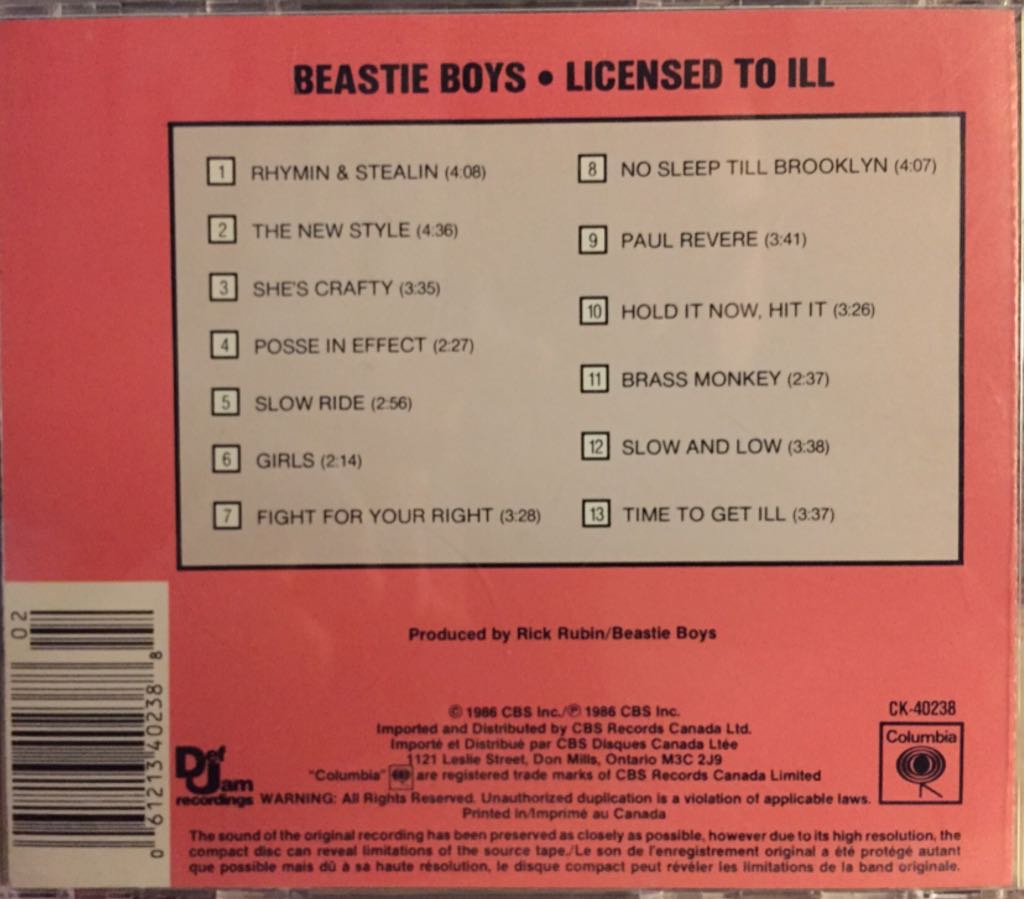 BEASTIE BOYS • LICENSED TO ILL
1 RHYMIN & STEALIN (4:08)
2 THE NEW STYLE (4:36)
3 SHE'S CRAFTY (3:35)
4 POSSE IN EFFECT (2:27)
5 SLOW RIDE (2:56)
6 GIRLS (2:14)
7 FIGHT FOR YOUR RIGHT (3:28)
8 NO SLEEP TILL BROOKLYN (4:07)
9 PAUL REVERE (3:41)
10 HOLD IT NOW, HIT IT (3:26)
11 BRASS MONKEY (2:37)
12 SLOW AND LOW (3:38)
13 TIME TO GET ILL (3:37)
Produced by Rick Rubin/Beastie Boys
© 1986 CBS Inc./℗ 1986 CBS Inc.
Imported and Distributed by CBS Records Canada Ltd.
Importé et Distribué par CBS Disques Canada Ltée
1121 Leslie Street, Don Mills, Ontario M3C 2J9
"Columbia" are registered trade marks of CBS Records Canada Limited
WARNING: All Rights Reserved. Unauthorized duplication is a violation of applicable laws.
Printed in/Imprimé au Canada
The sound of the original recording has been preserved as closely as possible, however due to its high resolution, the
compact disc can reveal limitations of the source tape./Le son de l'enregistrement original a été protégé autant
que possible mais dû à sa haute résolution, le disque compact peut révéler les limitations de la band originale.
Def
Jam
recordings
CK-40238
Columbia
02
0 61213 40238 8